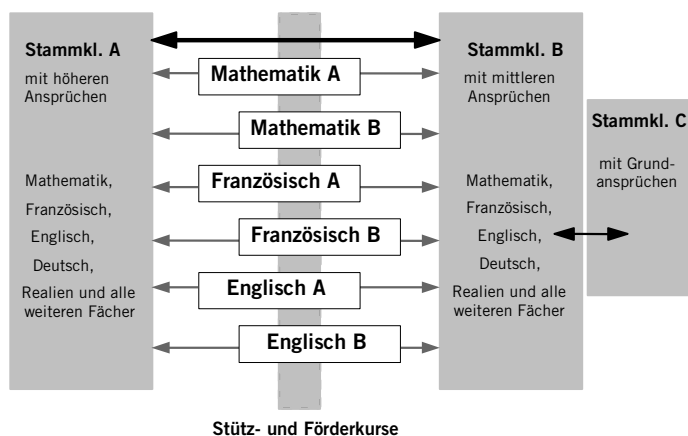 Stammkl. A
mit höheren
Ansprüchen
Mathematik,
Französisch,
Englisch,
Deutsch,
Realien und alle
weiteren Fächer
Mathematik A
Mathematik B
Französisch A
Französisch B
Englisch A
Englisch B
Stütz- und Förderkurse
Stammkl. B
mit mittleren
Ansprüchen
Mathematik,
Französisch,
Englisch,
Deutsch,
Realien und alle
weiteren Fächer
Stammkl. C
mit Grund-
ansprüchen